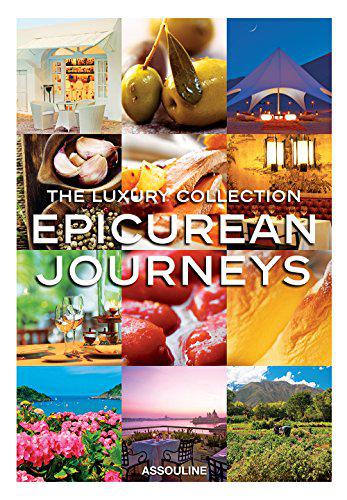 THE LUXURY COLLECTION
EPICUREAN
JOURNEYS
ASSOULINE